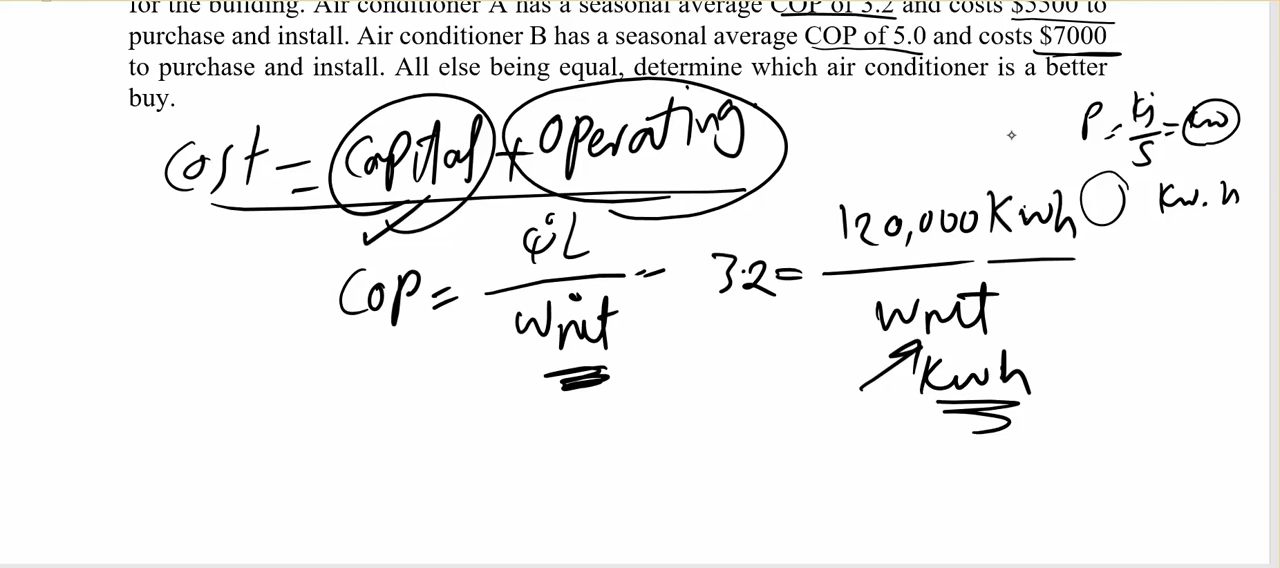 for the building. Air conditioner A has a seasonal average COP of 3.2 and costs $5500 to
purchase and install. Air conditioner B has a seasonal average COP of 5.0 and costs $7000
to purchase and install. All else being equal, determine which air conditioner is a better
buy.
Cost = Capital + Operating
P = kj/s = kw
kw.h
COP = Q̇L / Ẇnit = 3.2 = 120,000 Kwh / Wnit
Kwh